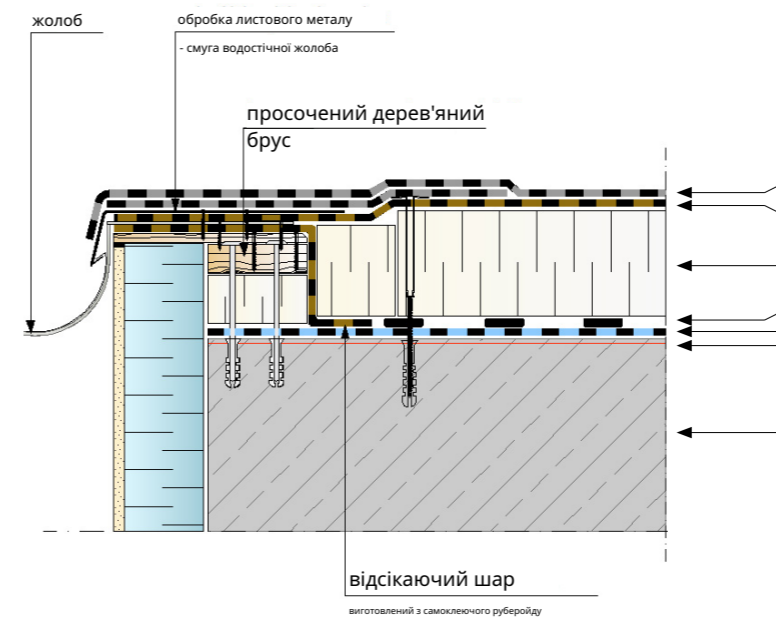 жолоб
обробка листового металу
- смуга водостічної жолоба
просочений дерев'яний
брус
відсікаючий шар
виготовлений з самоклеючого руберойду